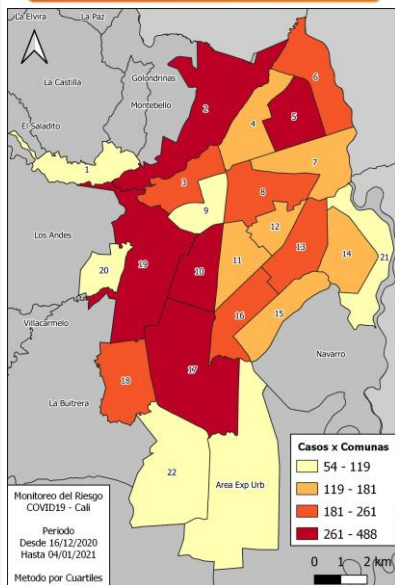 La Elvira
La Paz
6
La Castilla
Golondrinas
2
Montebello
4
5
El Saladito
7
1
3
8
9
12
Los Andes
13
14
21
20
19
10
11
16
15
Villacarmelo
Navarro
17
18
La Buitrera
22
Area Exp Urb
Casos x Comunas
54 - 119
119 - 181
181 - 261
261 - 488
Monitoreo del Riesgo
COVID19 - Cali
Periodo
Desde 16/12/2020
Hasta 04/01/2021
Metodo por Cuartiles
0 1 2 km